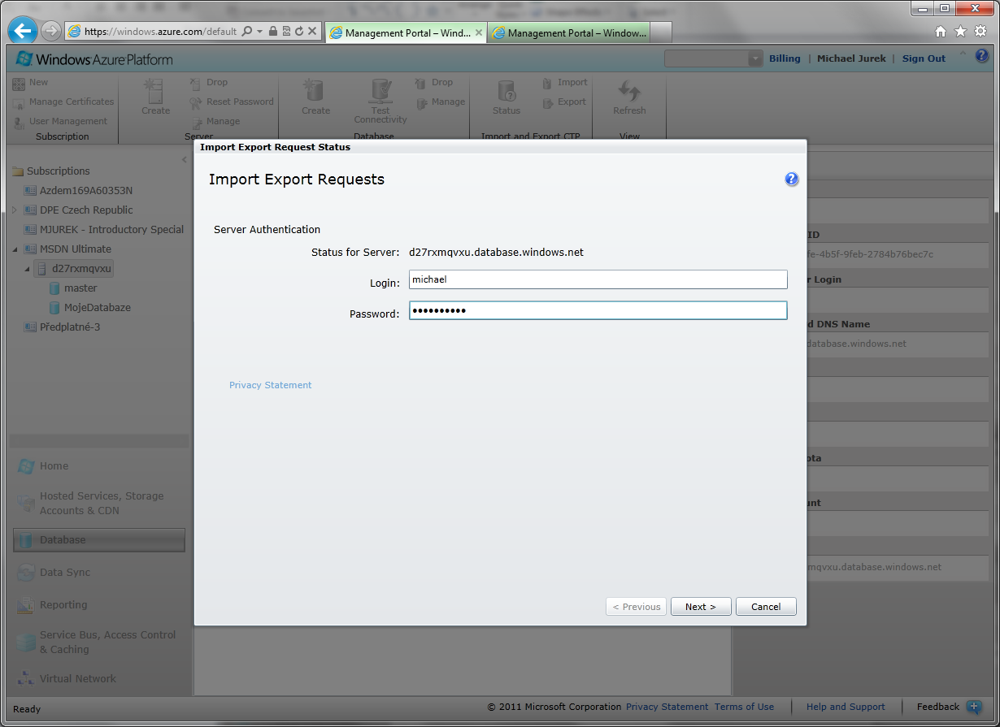 https://windows.azure.com/default
Management Portal – Wind...
Management Portal – Window...
Windows Azure Platform
Billing | Michael Jurek | Sign Out
New
Manage Certificates
User Management
Subscription
Create
Drop
Reset Password
Manage
Server
Create
Test
Connectivity
Drop
Manage
Database
Status
Import
Export
Import and Export CTP
Refresh
View
Subscriptions
Azdem169A60353N
DPE Czech Republic
MJUREK - Introductory Special
MSDN Ultimate
d27rxmqvxu
master
MojeDatabaze
Předplatné-3
Home
Hosted Services, Storage
Accounts & CDN
Database
Data Sync
Reporting
Service Bus, Access Control
& Caching
Virtual Network
Import Export Request Status
Import Export Requests
Server Authentication
Status for Server: d27rxmqvxu.database.windows.net
Login: michael
Password: ••••••••••
Privacy Statement
< Previous
Next >
Cancel
ID
fe-4b5f-9feb-2784b76bec7c
r Login
d DNS Name
database.windows.net
ota
unt
mqvxu.database.windows.net
Ready
© 2011 Microsoft Corporation Privacy Statement Terms of Use
Help and Support
Feedback